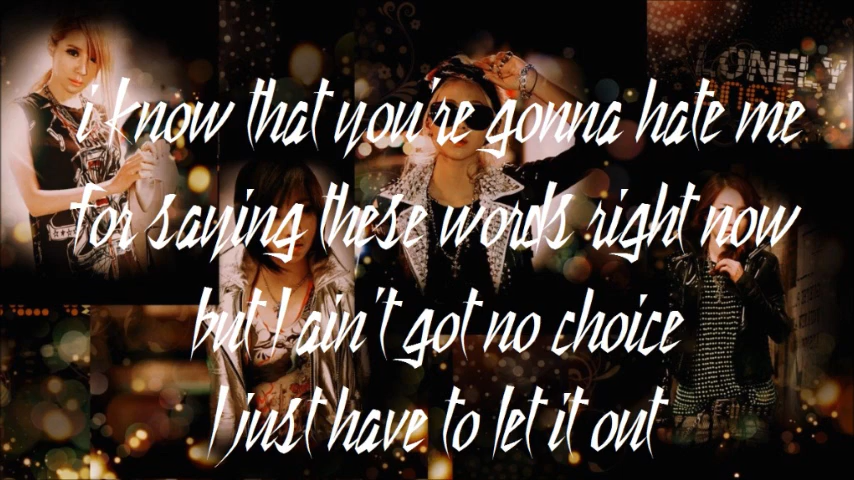 LONELY
i know that you're gonna hate me
For saying these words right now
but I ain't got no choice
I just have to let it out